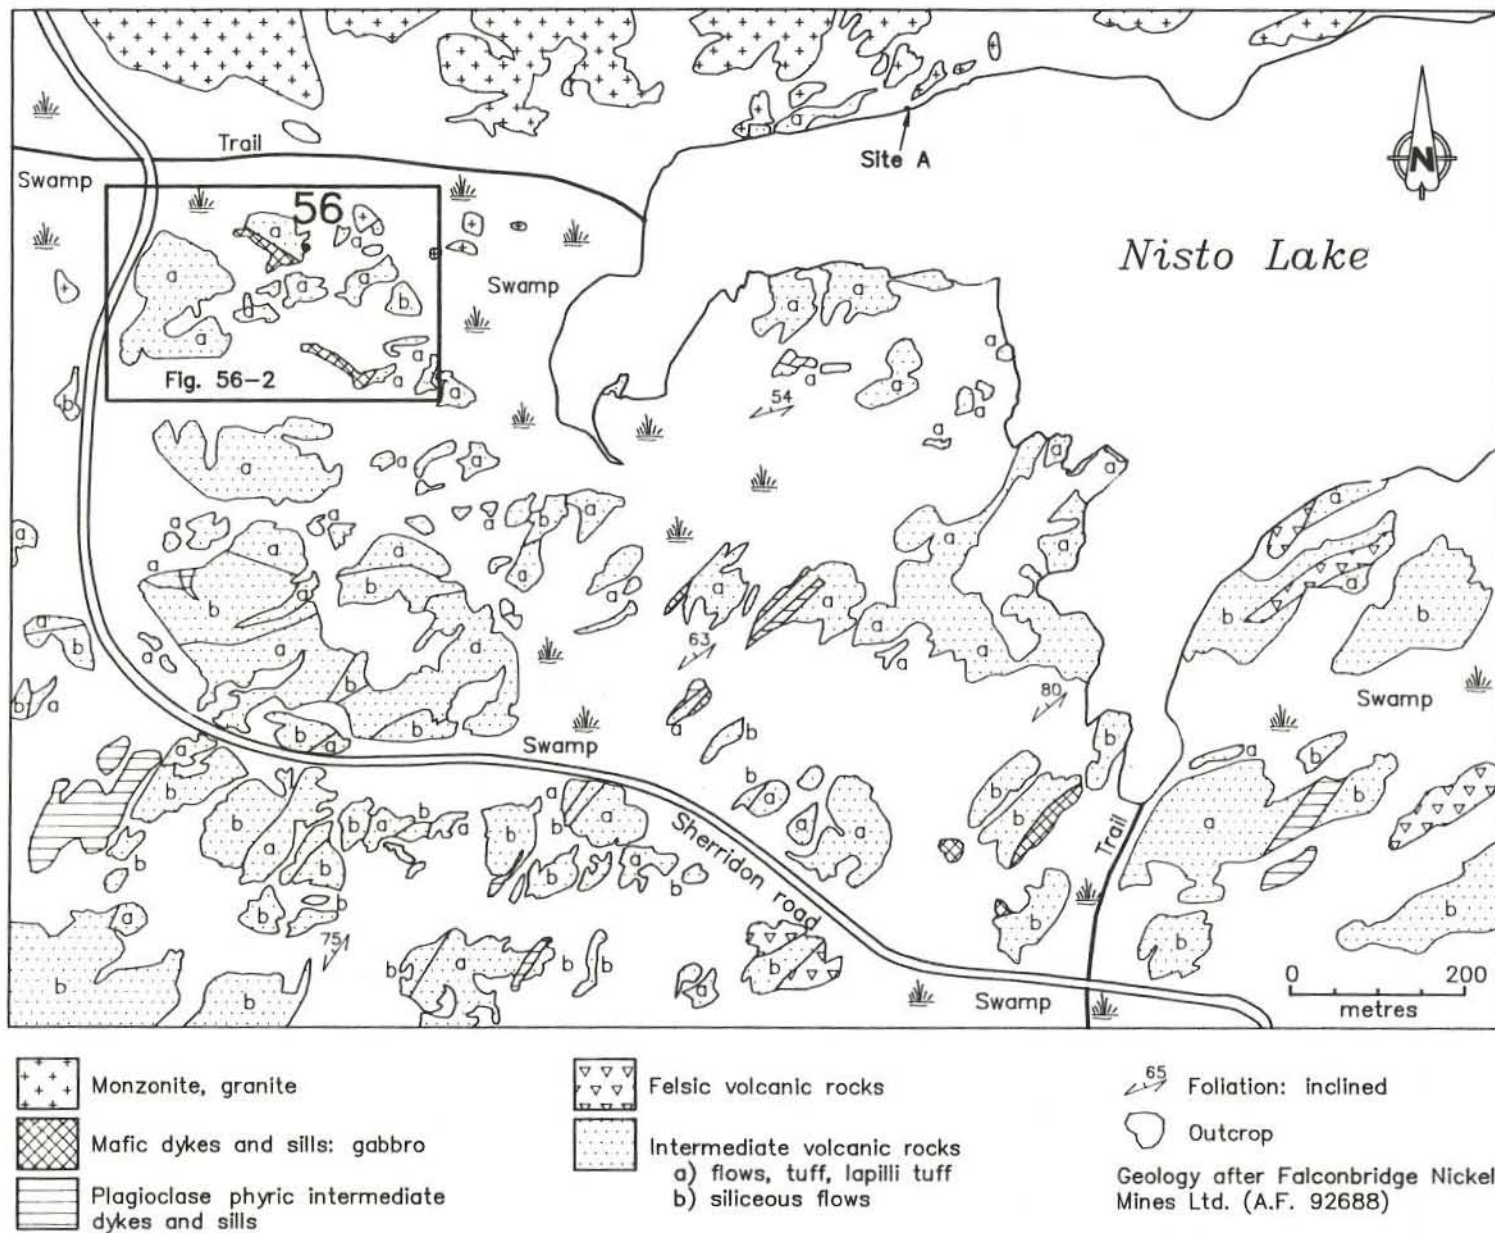 Trail
Site A
N
Swamp
56
Nisto Lake
Swamp
Fig. 56-2
54
63
80
Swamp
Swamp
Sherridon road
Trail
75
Swamp
0 200
metres
a
b
Monzonite, granite
Mafic dykes and sills: gabbro
Plagioclase phyric intermediate
dykes and sills
Felsic volcanic rocks
Intermediate volcanic rocks
a) flows, tuff, lapilli tuff
b) siliceous flows
65
Foliation: inclined
Outcrop
Geology after Falconbridge Nickel
Mines Ltd. (A.F. 92688)